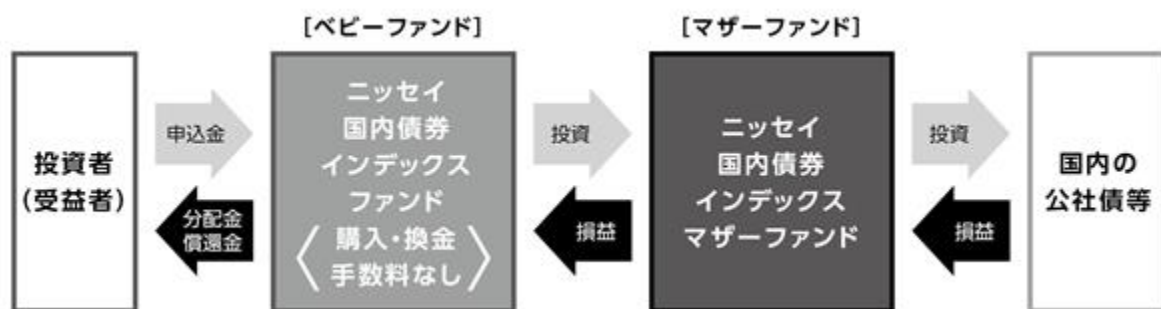 [ベビーファンド]
[マザーファンド]
投資者
(受益者)
申込金
分配金
償還金
ニッセイ
国内債券
インデックス
ファンド
〈購入・換金
手数料なし〉
投資
損益
ニッセイ
国内債券
インデックス
マザーファンド
投資
損益
国内の
公社債等